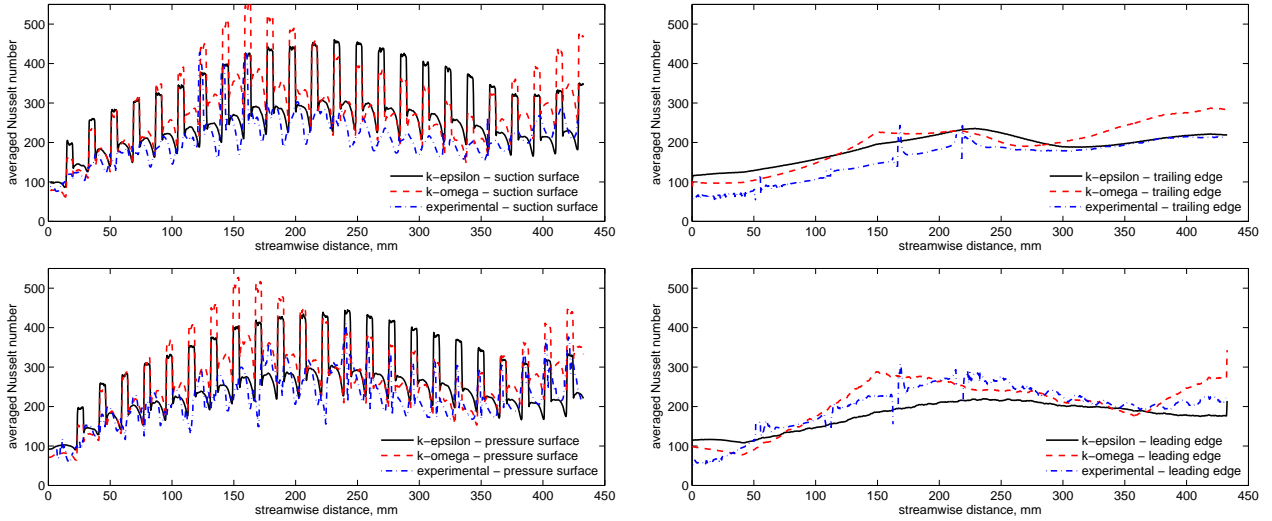 averaged Nusselt number
500
400
300
200
100
0
k−epsilon − suction surface
k−omega − suction surface
experimental − suction surface
0 50 100 150 200 250 300 350 400 450
streamwise distance, mm
averaged Nusselt number
500
400
300
200
100
0
k−epsilon − trailing edge
k−omega − trailing edge
experimental − trailing edge
0 50 100 150 200 250 300 350 400 450
streamwise distance, mm
averaged Nusselt number
500
400
300
200
100
0
k−epsilon − pressure surface
k−omega − pressure surface
experimental − pressure surface
0 50 100 150 200 250 300 350 400 450
streamwise distance, mm
averaged Nusselt number
500
400
300
200
100
0
k−epsilon − leading edge
k−omega − leading edge
experimental − leading edge
0 50 100 150 200 250 300 350 400 450
streamwise distance, mm